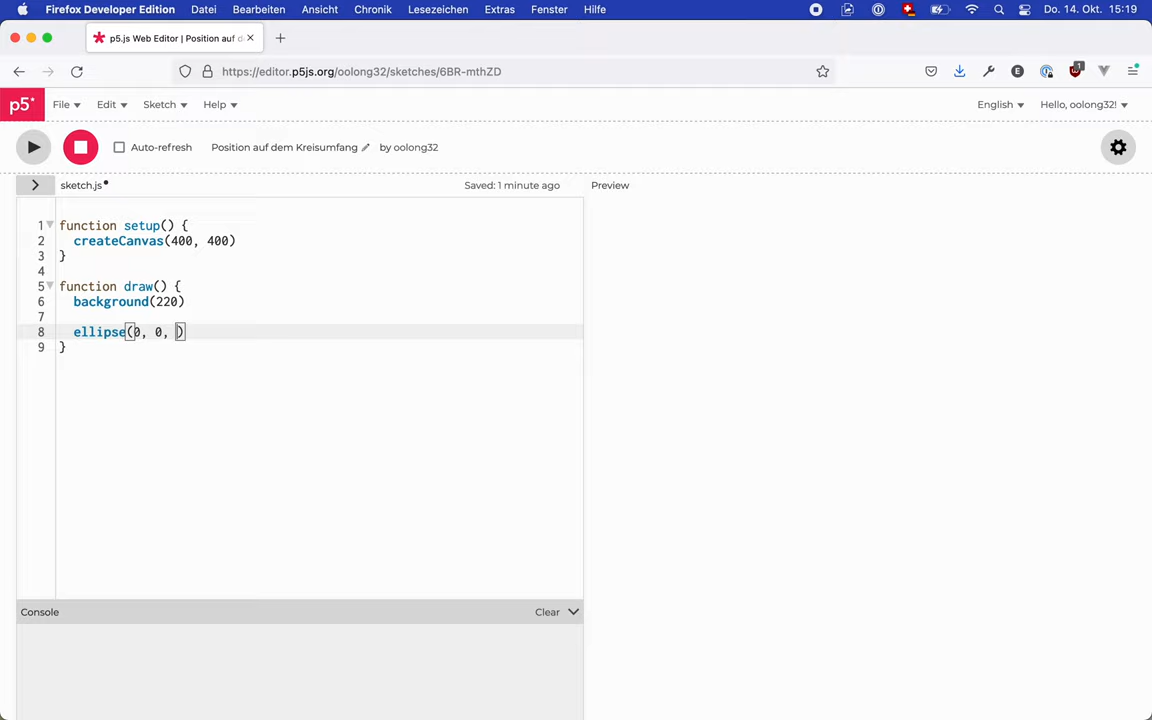 Firefox Developer Edition Datei Bearbeiten Ansicht Chronik Lesezeichen Extras Fenster Hilfe Do. 14. Okt. 15:19
p5.js Web Editor | Position auf d
https://editor.p5js.org/oolong32/sketches/6BR-mthZD
p5* File Edit Sketch Help English Hello, oolong32!
Auto-refresh Position auf dem Kreisumfang by oolong32
sketch.js Saved: 1 minute ago Preview
1 function setup() {
2 createCanvas(400, 400)
3 }
4
5 function draw() {
6 background(220)
7
8 ellipse(0, 0, )
9 }
Console Clear